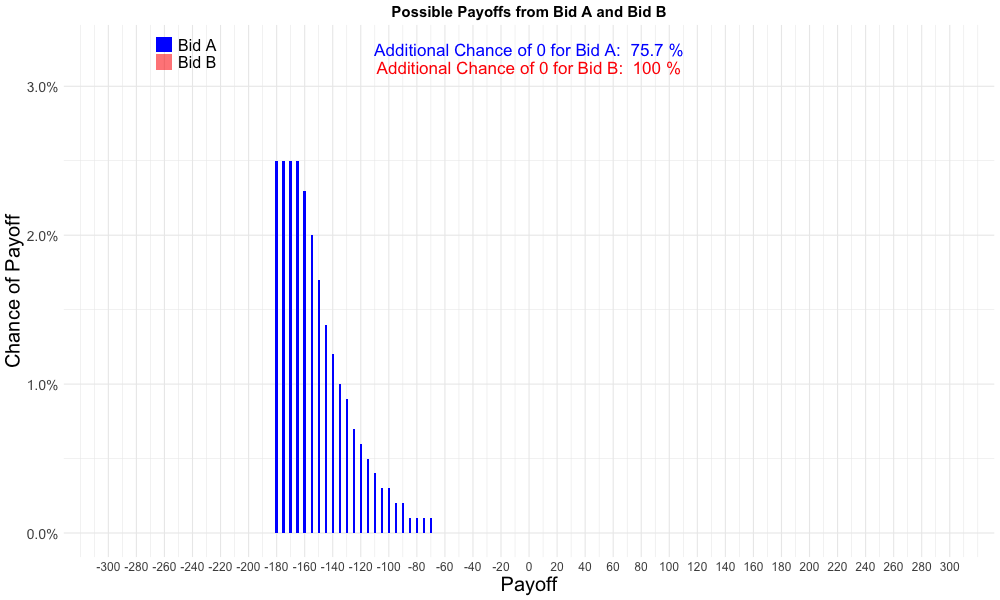 Possible Payoffs from Bid A and Bid B
Bid A
Bid B
Additional Chance of 0 for Bid A:  75.7 %
Additional Chance of 0 for Bid B:  100 %
Chance of Payoff
3.0%
2.0%
1.0%
0.0%
-300 -280 -260 -240 -220 -200 -180 -160 -140 -120 -100 -80 -60 -40 -20 0 20 40 60 80 100 120 140 160 180 200 220 240 260 280 300
Payoff